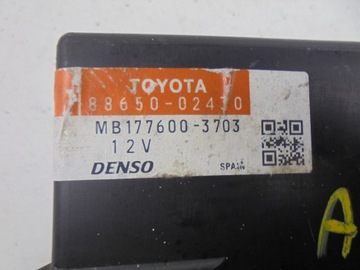 TOYOTA
88650-02430
MB177600-3703
12V
DENSO
SPAIN
A